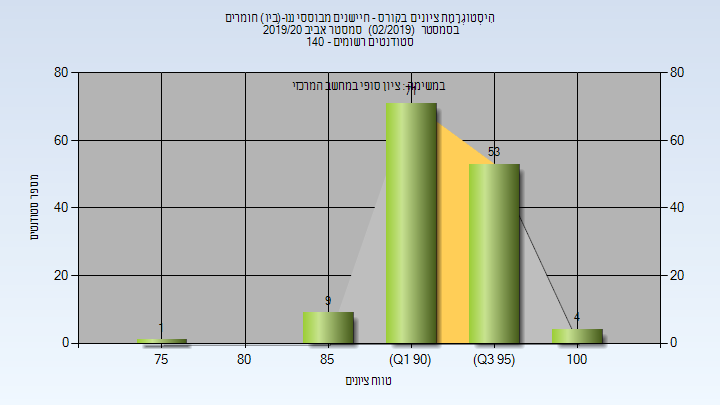 היסטוגרמת ציונים בקורס - חיישנים מבוססי ננו-(ביו) חומרים
בסמסטר (02/2019) סמסטר אביב 2019/20
סטודנטים רשומים - 140
במשימה: ציון סופי במחשב המרכזי
80 80
60 60
40 40
20 20
0 0
מספר סטודנטים
1 9 71 53 4
75 80 85 (Q1 90) (Q3 95) 100
טווח ציונים